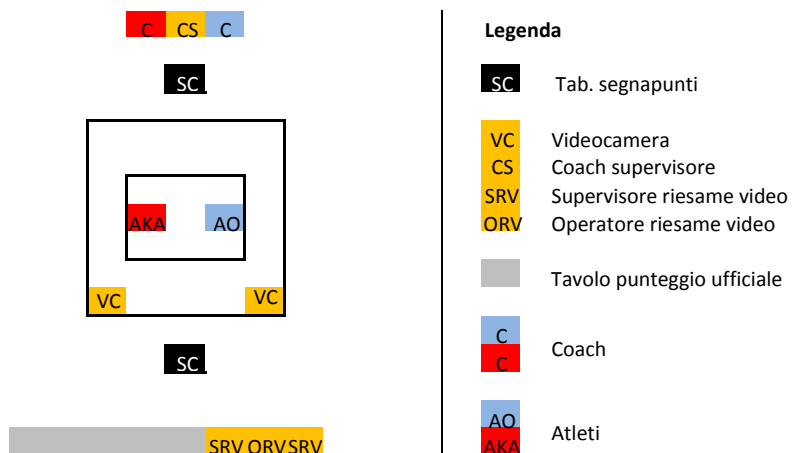 C CS C
SC
AKA AO
VC VC
SC
SRV ORV SRV
Legenda
SC Tab. segnapunti
VC Videocamera
CS Coach supervisore
SRV Supervisore riesame video
ORV Operatore riesame video
Tavolo punteggio ufficiale
C
Coach
C
AO
Atleti
AKA